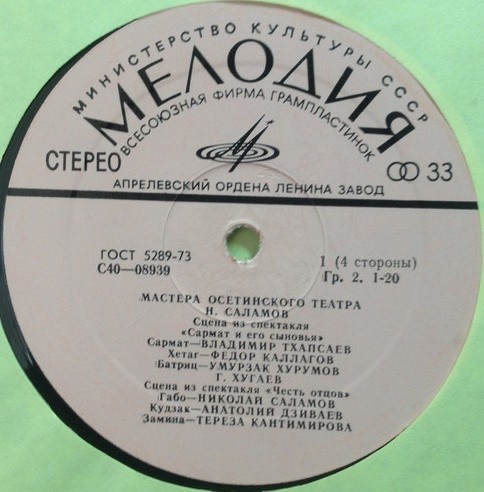 МИНИСТЕРСТВО КУЛЬТУРЫ СССР
МЕЛОДИЯ
ВСЕСОЮЗНАЯ ФИРМА ГРАМПЛАСТИНОК
СТЕРЕО
33
АПРЕЛЕВСКИЙ ОРДЕНА ЛЕНИНА ЗАВОД
ГОСТ 5289-73
С40—08939
1 (4 стороны)
Гр. 2. 1-20
МАСТЕРА ОСЕТИНСКОГО ТЕАТРА
Н. САЛАМОВ
Сцена из спектакля
«Сармат и его сыновья»
Сармат—ВЛАДИМИР ТХАПСАЕВ
Хетаг—ФЕДОР КАЛЛАГОВ
Батриц—УМУРЗАК ХУРУМОВ
Г. ХУГАЕВ
Сцена из спектакля «Честь отцов»
Габо—НИКОЛАЙ САЛАМОВ
Кудзак—АНАТОЛИЙ ДЗИВАЕВ
Замина—ТЕРЕЗА КАНТИМИРОВА